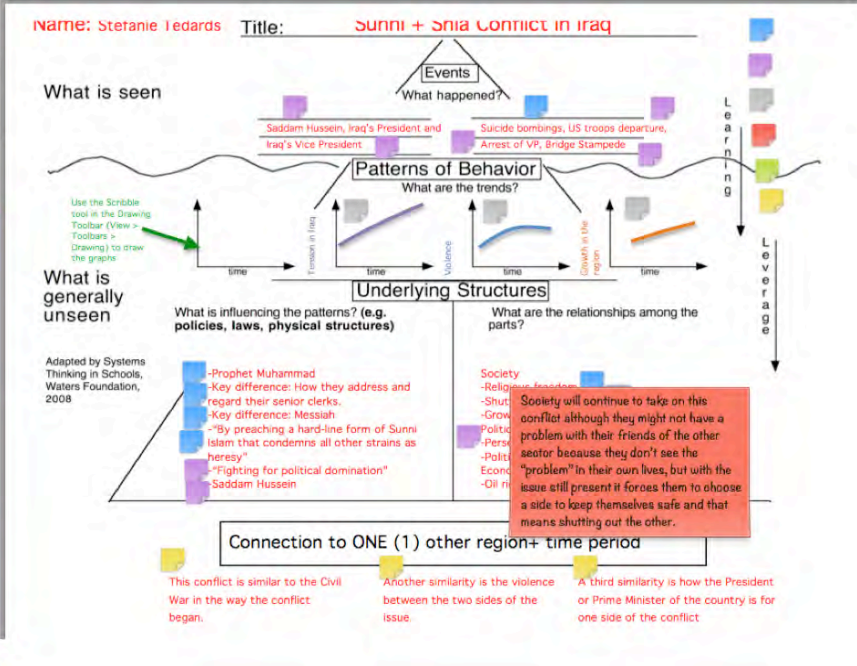 Name: Stefanie Tedards Title: Sunni + Shia Conflict in Iraq
Events
What is seen
What happened?
Saddam Hussein, Iraq's President and
Iraq's Vice President
Suicide bombings, US troops departure,
Arrest of VP, Bridge Stampede
Learning
Patterns of Behavior
What are the trends?
Use the Scribble
tool in the Drawing
Toolbar (View >
Toolbars >
Drawing) to draw
the graphs
time
Tension in Iraq
time
Violence
time
Growth in the
region
time
Leverage
What is
generally
unseen
Underlying Structures
What is influencing the patterns? (e.g.
policies, laws, physical structures)
What are the relationships among the
parts?
Adapted by Systems
Thinking in Schools,
Waters Foundation,
2008
-Prophet Muhammad
-Key difference: How they address and
regard their senior clerks.
-Key difference: Messiah
-"By preaching a hard-line form of Sunni
Islam that condemns all other strains as
heresy"
-"Fighting for political domination"
-Saddam Hussein
Society
-Religious freedom
-Oil
Society will continue to take on this
conflict although they might not have a
problem with their friends of the other
sector because they don't see the
"problem" in their own lives, but with the
issue still present it forces them to choose
a side to keep themselves safe and that
means shutting out the other.
Connection to ONE (1) other region+ time period
This conflict is similar to the Civil
War in the way the conflict
began.
Another similarity is the violence
between the two sides of the
issue
A third similarity is how the President
or Prime Minister of the country is for
one side of the conflict